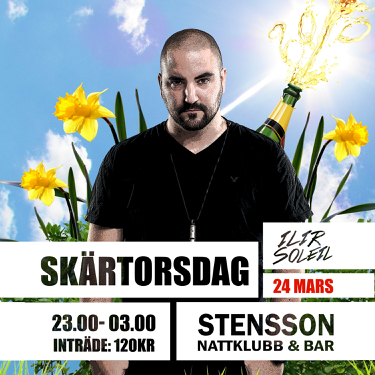 ILIR
SOLEIL
SKÄRTORSDAG
24 MARS
23.00- 03.00
INTRÄDE: 120KR
STENSSON
NATTKLUBB & BAR